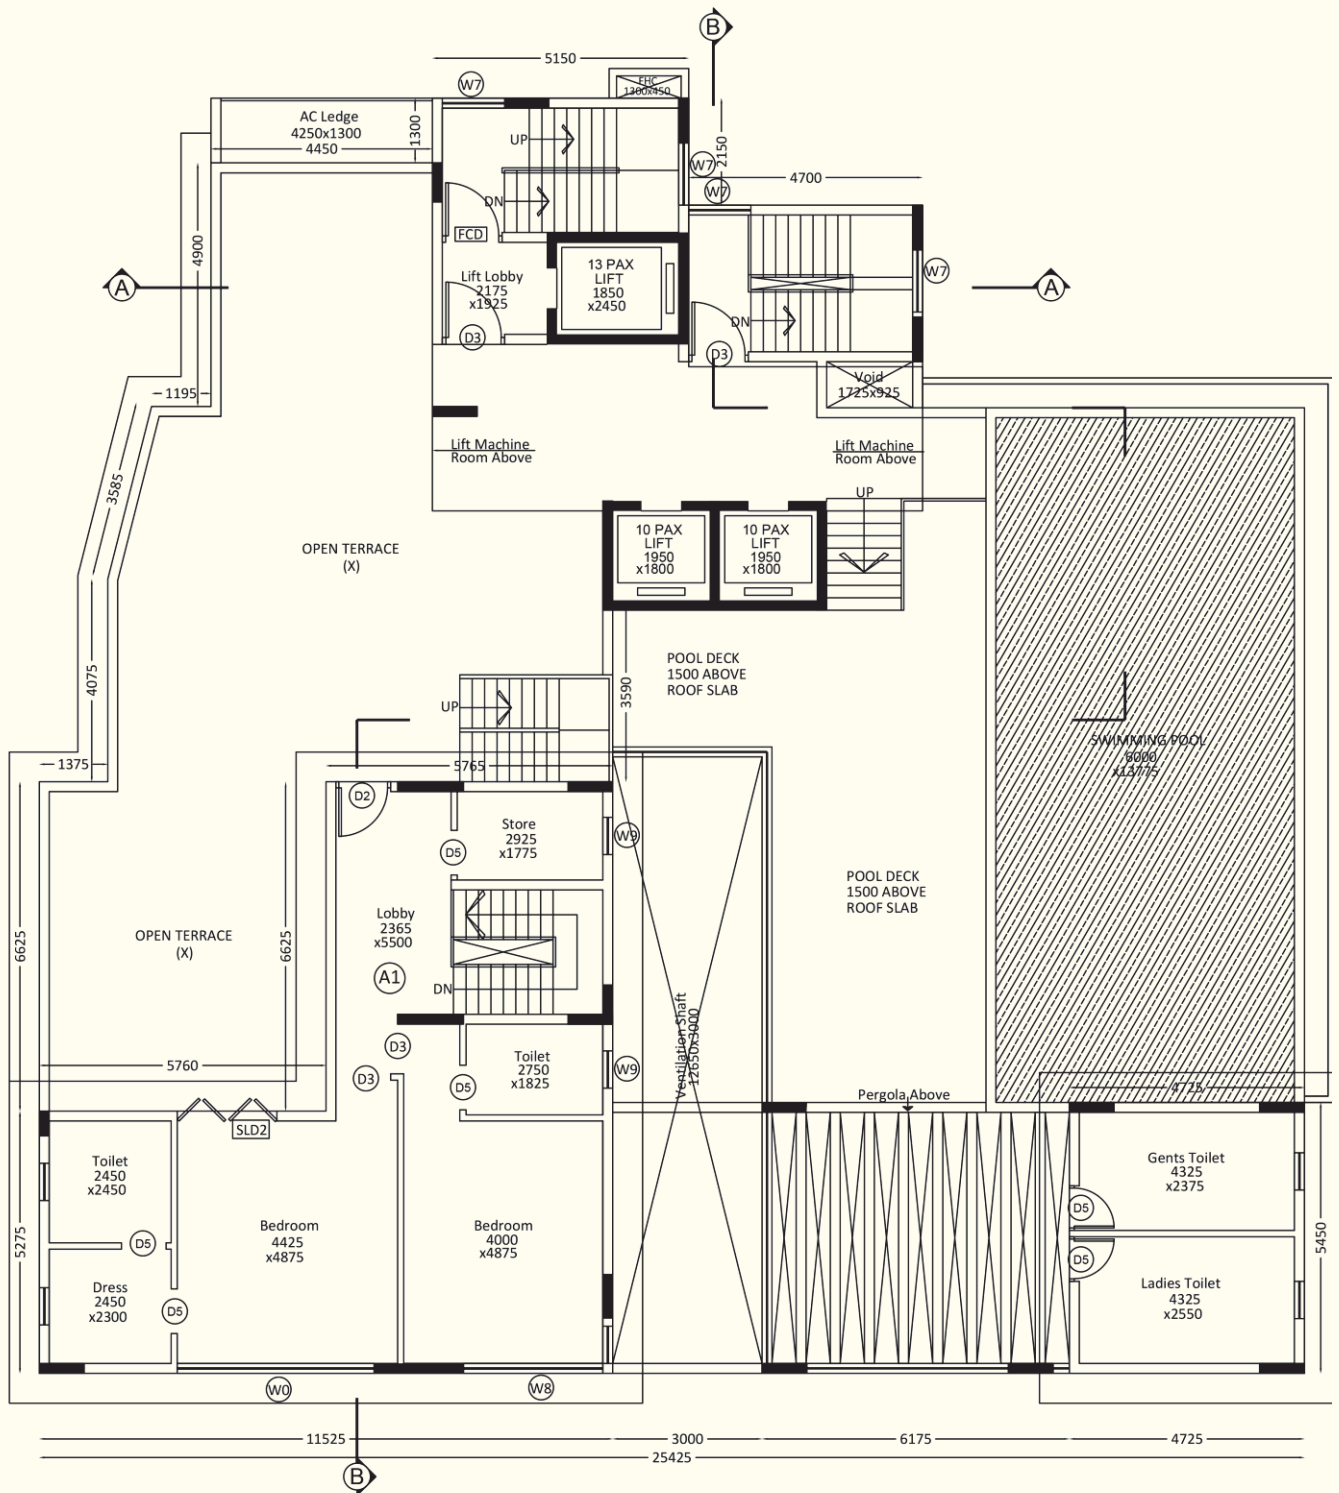 B
5150
W7
FHC
1300x450
AC Ledge
4250x1300
4450
1300
UP
2150
W7
W7
4700
DN
FCD
4900
13 PAX
LIFT
1850
x2450
Lift Lobby
2175
x1925
W7
A
A
DN
D3
D3
Void
1725x925
1195
Lift Machine
Room Above
Lift Machine
Room Above
3585
UP
10 PAX
LIFT
1950
x1800
10 PAX
LIFT
1950
x1800
OPEN TERRACE
(X)
POOL DECK
1500 ABOVE
ROOF SLAB
4075
3590
UP
SWIMMING POOL
6000
x13775
1375
5765
D2
Store
2925
x1775
W9
D5
POOL DECK
1500 ABOVE
ROOF SLAB
Lobby
2365
x5500
6625
6625
OPEN TERRACE
(X)
A1
DN
Ventilation Shaft
12650x3000
D3
Toilet
2750
x1825
5760
W9
D3
D5
4725
Pergola Above
SLD2
Toilet
2450
x2450
Gents Toilet
4325
x2375
D5
Bedroom
4425
x4875
Bedroom
4000
x4875
5275
5450
D5
D5
Dress
2450
x2300
Ladies Toilet
4325
x2550
D5
W0
W8
11525
3000
6175
4725
25425
B